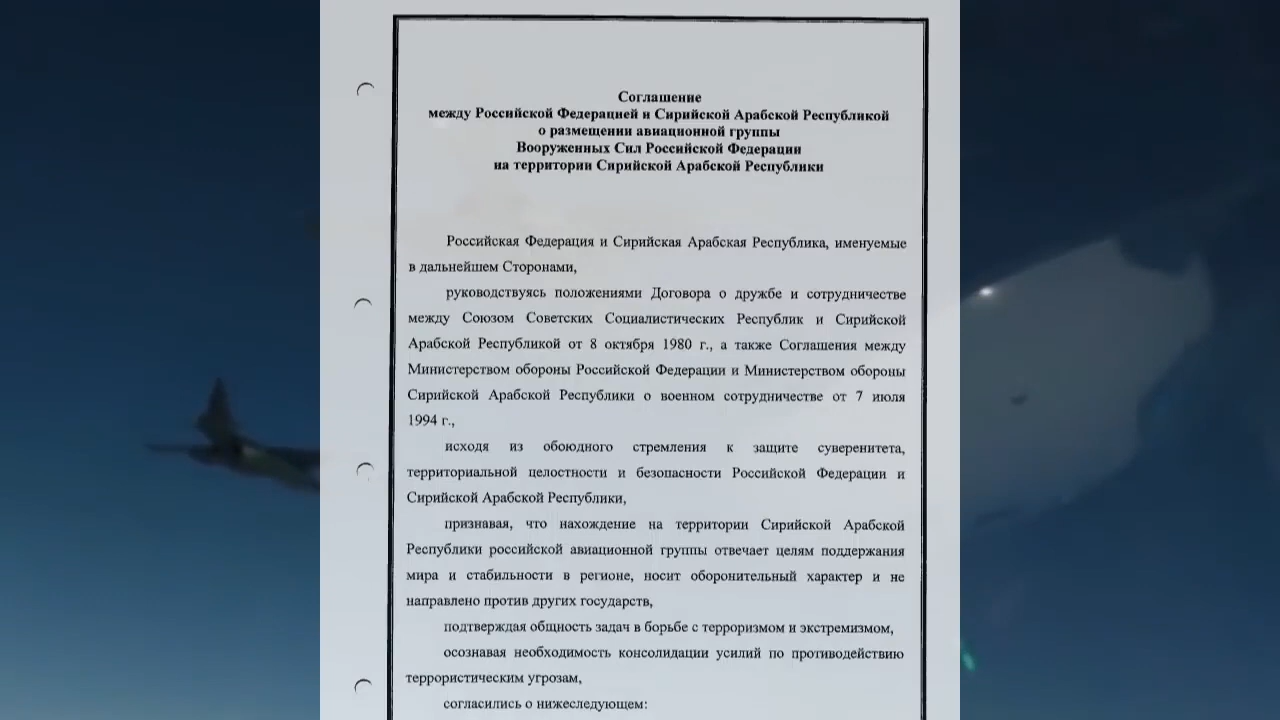 Соглашение
между Российской Федерацией и Сирийской Арабской Республикой
о размещении авиационной группы
Вооруженных Сил Российской Федерации
на территории Сирийской Арабской Республики
Российская Федерация и Сирийская Арабская Республика, именуемые
в дальнейшем Сторонами,
руководствуясь положениями Договора о дружбе и сотрудничестве
между Союзом Советских Социалистических Республик и Сирийской
Арабской Республикой от 8 октября 1980 г., а также Соглашения между
Министерством обороны Российской Федерации и Министерством обороны
Сирийской Арабской Республики о военном сотрудничестве от 7 июля
1994 г.,
исходя из обоюдного стремления к защите суверенитета,
территориальной целостности и безопасности Российской Федерации и
Сирийской Арабской Республики,
признавая, что нахождение на территории Сирийской Арабской
Республики российской авиационной группы отвечает целям поддержания
мира и стабильности в регионе, носит оборонительный характер и не
направлено против других государств,
подтверждая общность задач в борьбе с терроризмом и экстремизмом,
осознавая необходимость консолидации усилий по противодействию
террористическим угрозам,
согласились о нижеследующем: